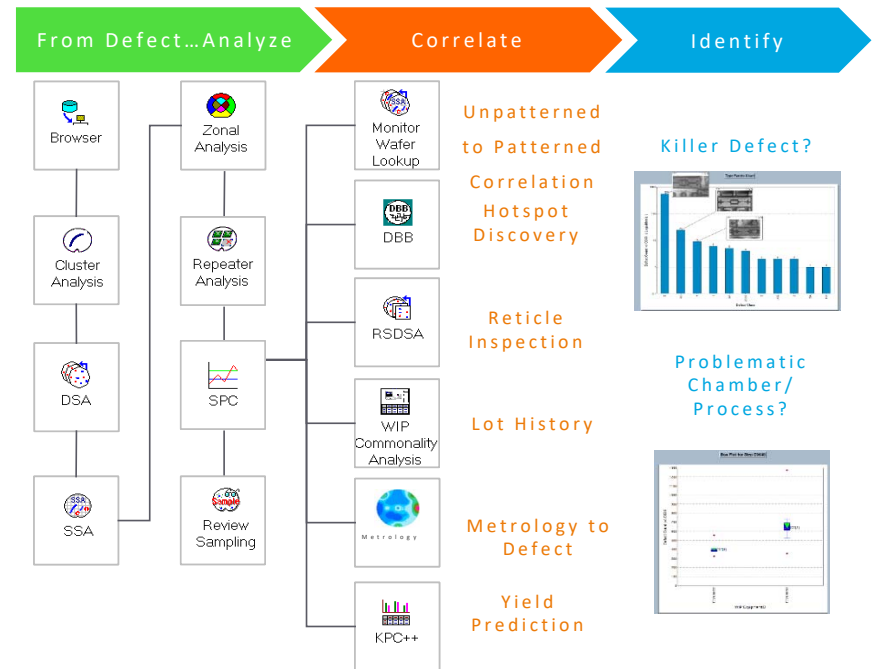 From Defect…Analyze
Correlate
Identify
Browser
Cluster
Analysis
DSA
SSA
Zonal
Analysis
Repeater
Analysis
SPC
Sample
Review
Sampling
SSA
Monitor
Wafer
Lookup
DBB
DBB
RSDSA
WIP
Commonality
Analysis
Metrology
KPC++
Unpatterned
to Patterned
Correlation
Hotspot
Discovery
Reticle
Inspection
Lot History
Metrology to
Defect
Yield
Prediction
Killer Defect?
Problematic
Chamber/
Process?